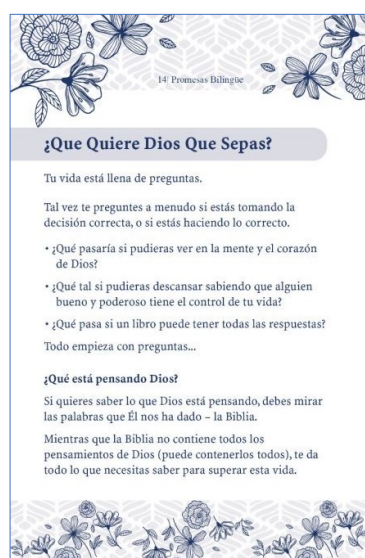 14| Promesas Bilingüe
¿Que Quiere Dios Que Sepas?
Tu vida está llena de preguntas.
Tal vez te preguntes a menudo si estás tomando la
decisión correcta, o si estás haciendo lo correcto.
• ¿Qué pasaría si pudieras ver en la mente y el corazón
de Dios?
• ¿Qué tal si pudieras descansar sabiendo que alguien
bueno y poderoso tiene el control de tu vida?
• ¿Qué pasa si un libro puede tener todas las respuestas?
Todo empieza con preguntas...
¿Qué está pensando Dios?
Si quieres saber lo que Dios está pensando, debes mirar
las palabras que Él nos ha dado – la Biblia.
Mientras que la Biblia no contiene todos los
pensamientos de Dios (puede contenerlos todos), te da
todo lo que necesitas saber para superar esta vida.